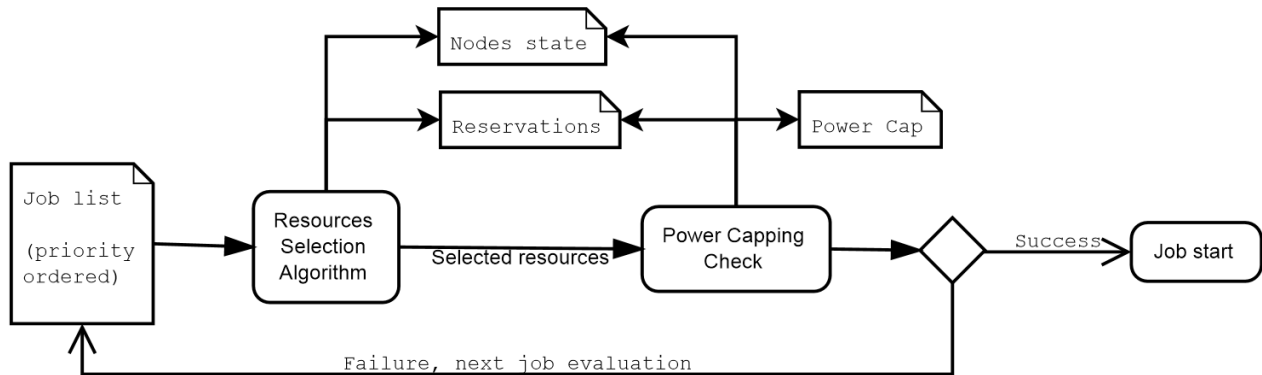 Nodes state
Reservations
Power Cap
Job list
(priority
ordered)
Resources
Selection
Algorithm
Selected resources
Power Capping
Check
Success
Job start
Failure, next job evaluation